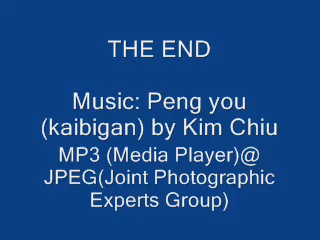 THE END
Music: Peng you
(kaibigan) by Kim Chiu
MP3 (Media Player)@
JPEG(Joint Photographic
Experts Group)